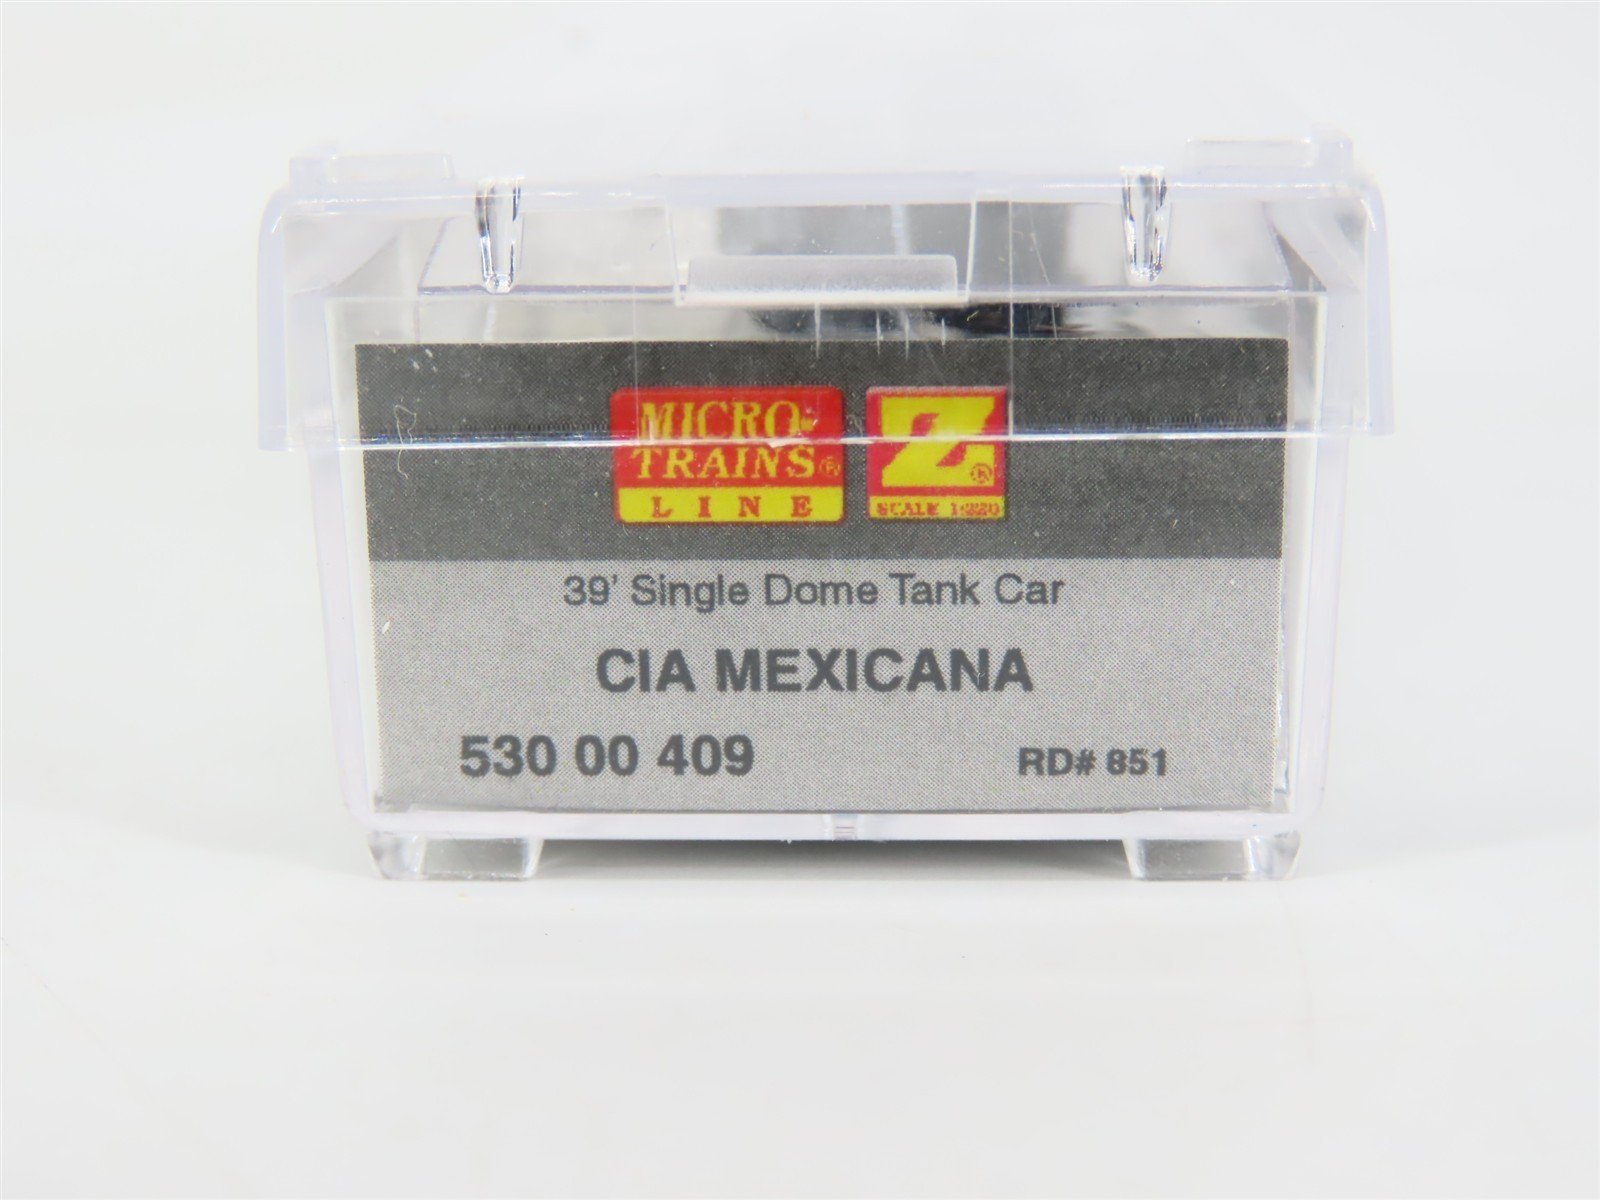 MICRO-
TRAINS®
LINE
Z®
SCALE 1:220
39' Single Dome Tank Car
CIA MEXICANA
530 00 409
RD# 851